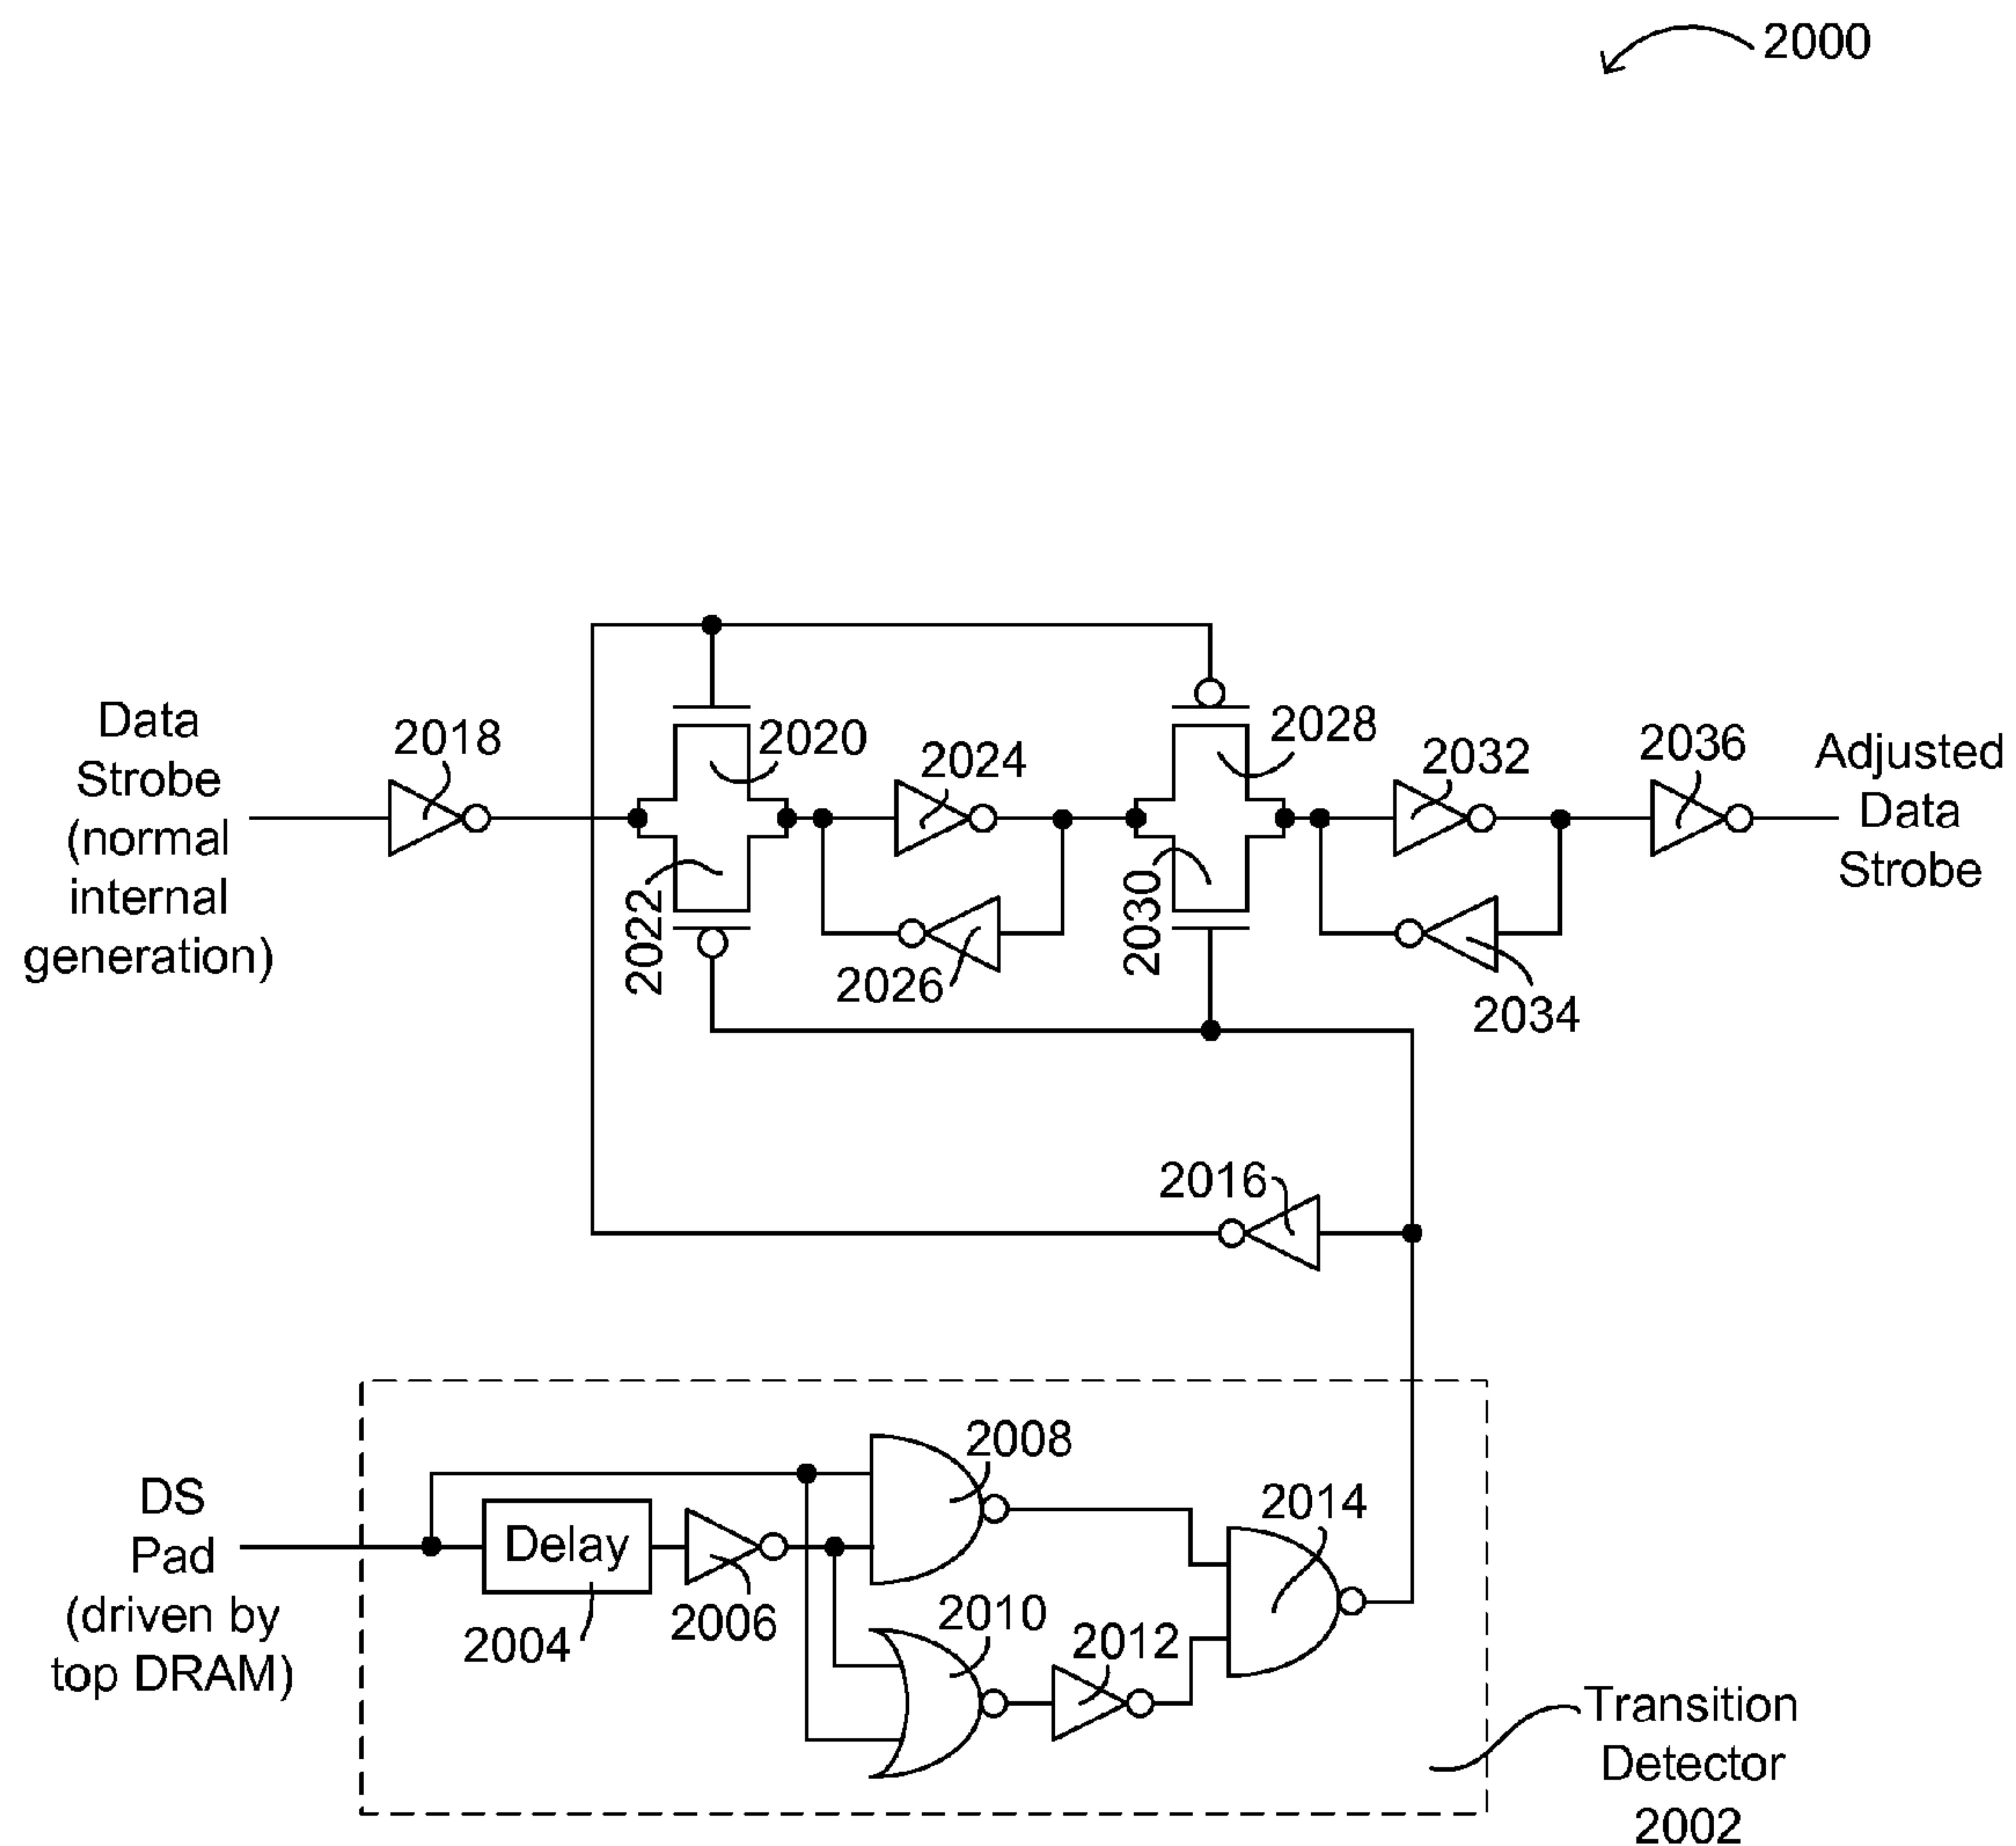 2000
Data
Strobe
(normal
internal
generation)
2018
2020
2022
2024
2026
2028
2030
2032
2034
2036
Adjusted
Data
Strobe
2016
DS
Pad
(driven by
top DRAM)
Delay
2004
2006
2008
2010
2012
2014
Transition
Detector
2002